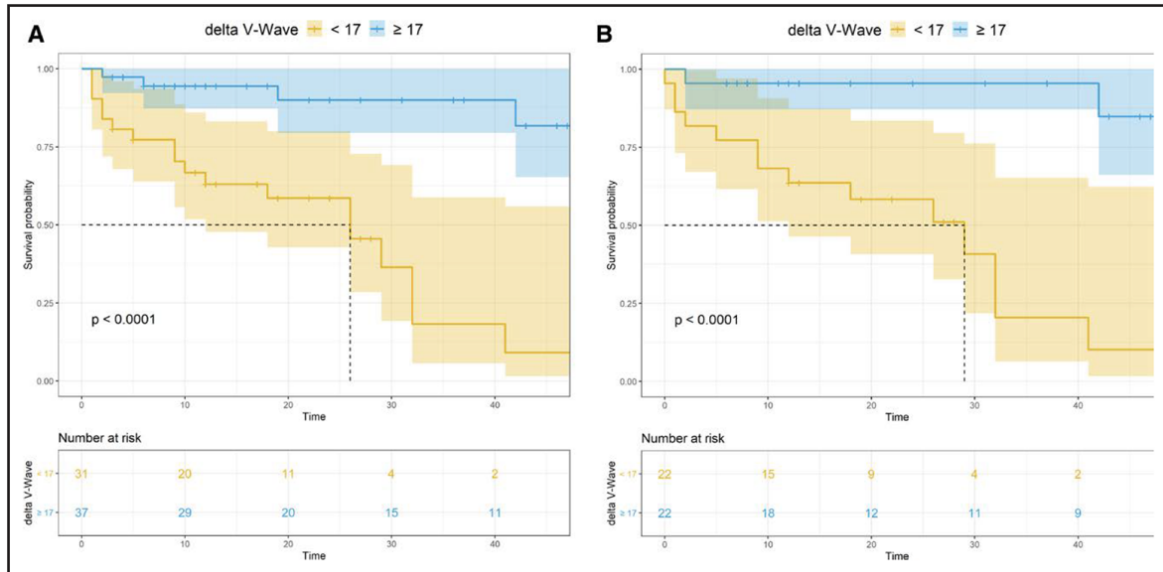 A
delta V-Wave < 17 ≥ 17
Survival probability
1.00
0.75
0.50
0.25
0.00
p < 0.0001
0 10 20 30 40
Time
Number at risk
delta V-Wave
< 17 31 20 11 4 2
≥ 17 37 29 20 15 11
0 10 20 30 40
Time
B
delta V-Wave < 17 ≥ 17
Survival probability
1.00
0.75
0.50
0.25
0.00
p < 0.0001
0 10 20 30 40
Time
Number at risk
delta V-Wave
< 17 22 15 9 4 2
≥ 17 22 18 12 11 9
0 10 20 30 40
Time